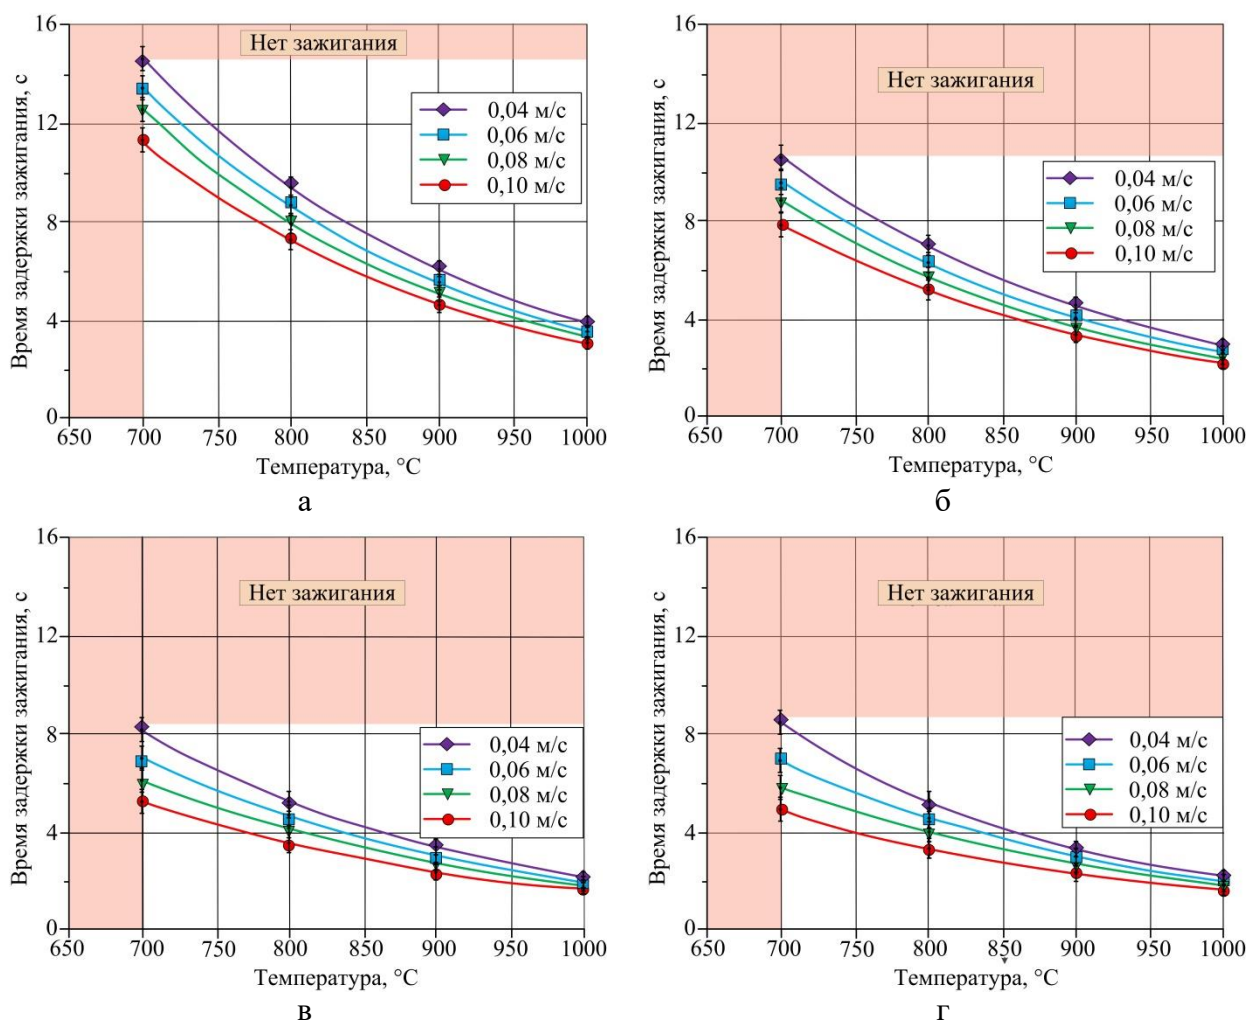 Время задержки зажигания, с
16
12
8
4
0
Нет зажигания
0,04 м/с
0,06 м/с
0,08 м/с
0,10 м/с
650 700 750 800 850 900 950 1000
Температура, °C
а
Время задержки зажигания, с
16
12
8
4
0
Нет зажигания
0,04 м/с
0,06 м/с
0,08 м/с
0,10 м/с
650 700 750 800 850 900 950 1000
Температура, °C
б
Время задержки зажигания, с
16
12
8
4
0
Нет зажигания
0,04 м/с
0,06 м/с
0,08 м/с
0,10 м/с
650 700 750 800 850 900 950 1000
Температура, °C
в
Время задержки зажигания, с
16
12
8
4
0
Нет зажигания
0,04 м/с
0,06 м/с
0,08 м/с
0,10 м/с
650 700 750 800 850 900 950 1000
Температура, °C
г